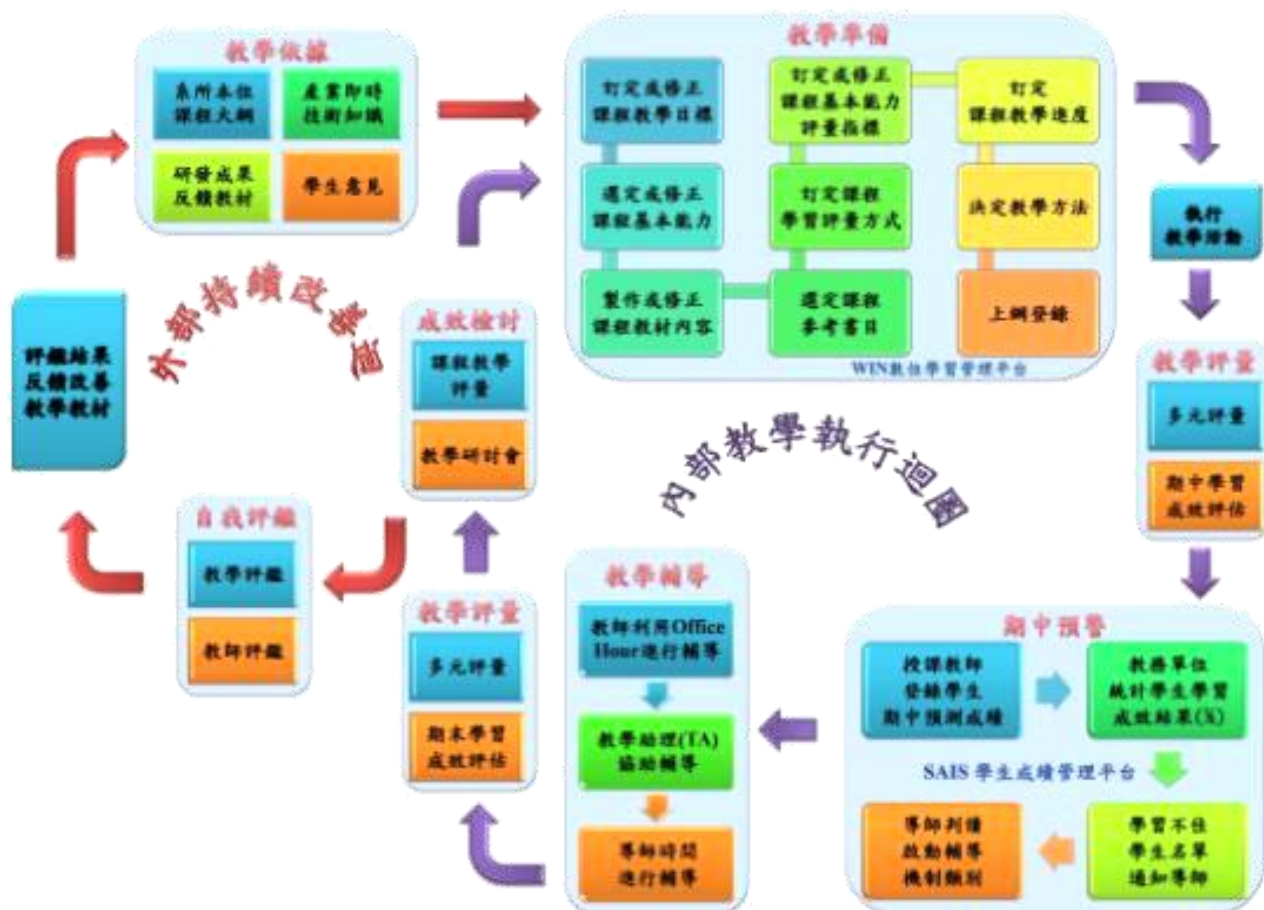 教學依據
系所本位
課程大綱
產業即時
技術知識
研發成果
反饋教材
學生意見
教學準備
訂定或修正
課程教學目標
選定或修正
課程基本能力
製作或修正
課程教材內容
選定課程
參考書目
訂定課程
學習評量方式
訂定或修正
課程基本能力
評量指標
訂定
課程教學進度
決定教學方法
上網登錄
WIN數位學習管理平台
執行
教學活動
教學評量
多元評量
期中學習
成效評估
期中預警
授課教師
登錄學生
期中預測成績
教務單位
統計學生學習
成效結果(%)
SAIS 學生成績管理平台
學習不佳
學生名單
通知導師
導師判讀
啟動輔導
機制類別
教學輔導
教師利用Office
Hour進行輔導
教學助理(TA)
協助輔導
導師時間
進行輔導
教學評量
多元評量
期末學習
成效評估
成效檢討
課程教學
評量
教學研討會
自我評鑑
教學評鑑
教師評鑑
評鑑結果
反饋改善
教學教材
外部持續改善迴
內部教學執行迴圈